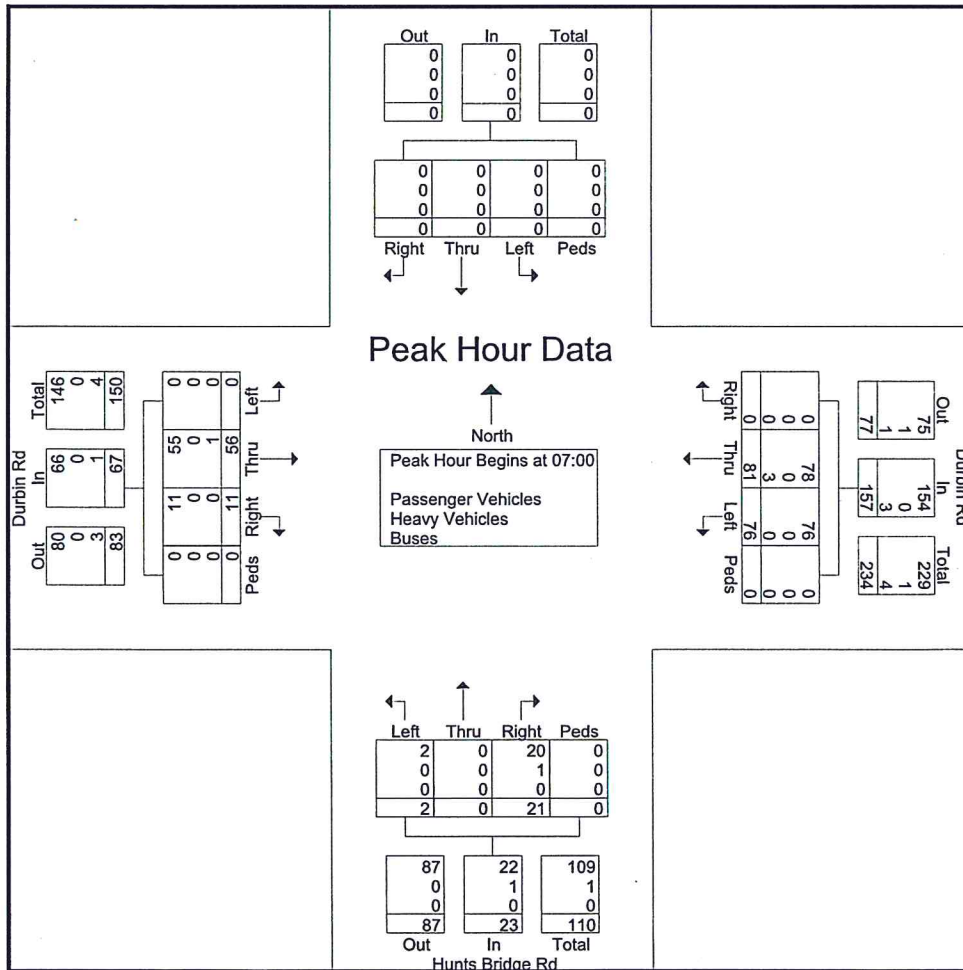 Out In Total
0 0 0
0 0 0
0 0 0
0 0 0
0 0 0 0
0 0 0 0
0 0 0 0
0 0 0 0
Right Thru Left Peds
Peak Hour Data
North
Peak Hour Begins at 07:00
Passenger Vehicles
Heavy Vehicles
Buses
Durbin Rd
Out In Total
80 66 146
0 0 0
3 1 4
83 67 150
0 11 55 0
0 0 0 0
0 0 1 0
0 11 56 0
Peds Right Thru Left
Durbin Rd
Out In Total
75 154 229
1 0 1
1 3 4
77 157 234
0 78 76 0
0 0 0 0
0 3 0 0
0 81 76 0
Right Thru Left Peds
Left Thru Right Peds
2 0 20 0
0 0 1 0
0 0 0 0
2 0 21 0
87 22 109
0 1 1
0 0 0
87 23 110
Out In Total
Hunts Bridge Rd